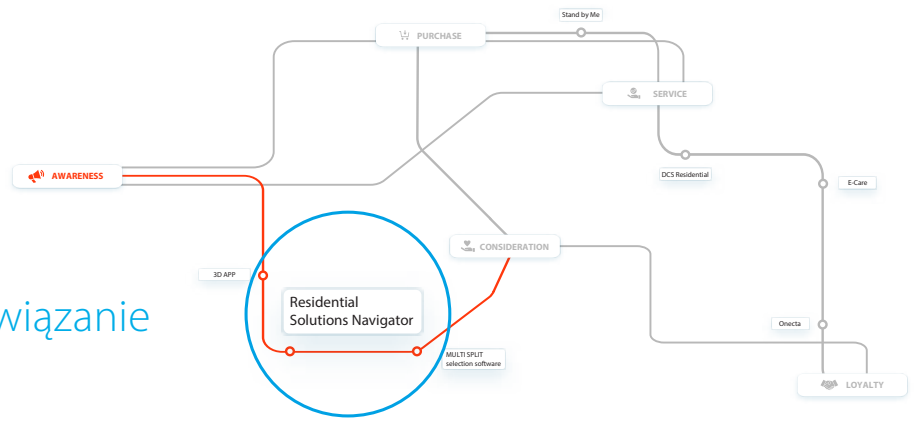 Stand by Me
PURCHASE
SERVICE
AWARENESS
DCS Residential
E-Care
CONSIDERATION
3D APP
Residential
Solutions Navigator
wiązanie
Onecta
MULTI SPLIT
selection software
LOYALTY